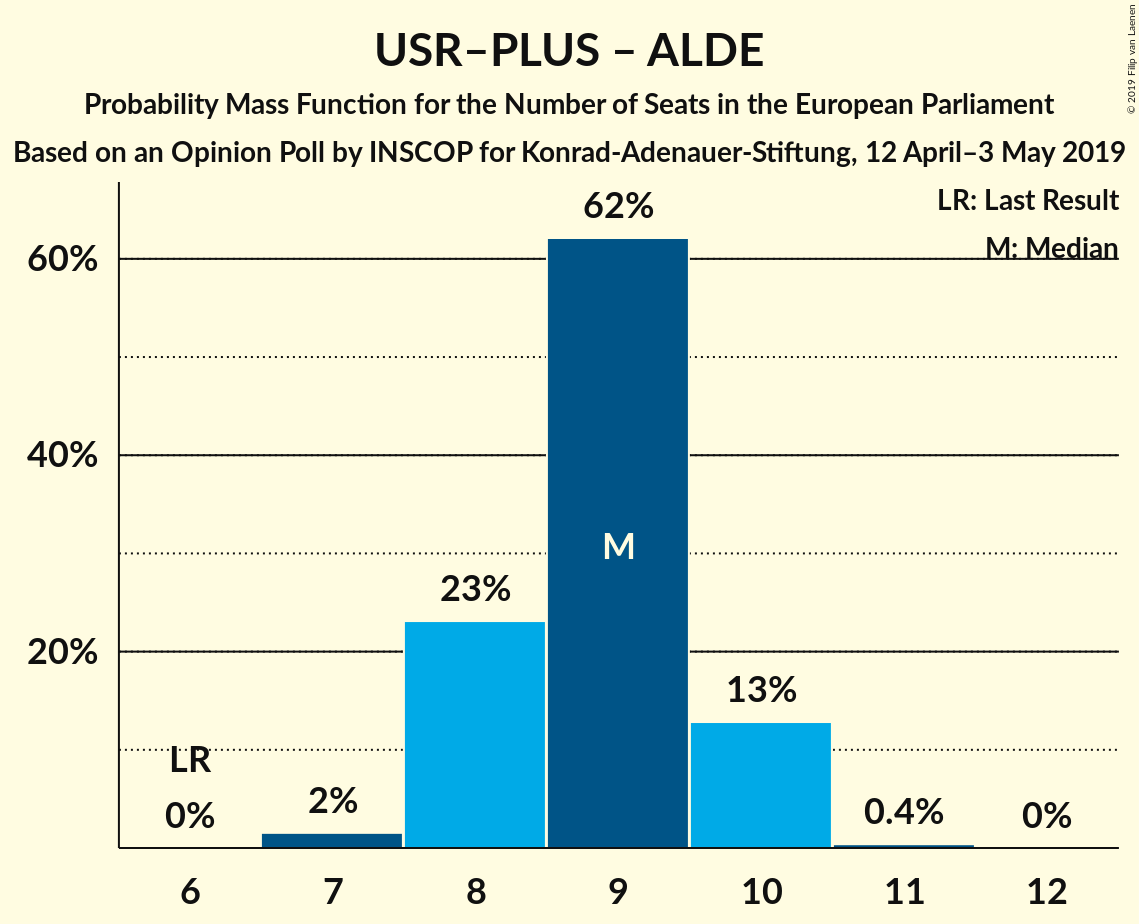 USR–PLUS – ALDE
Probability Mass Function for the Number of Seats in the European Parliament
Based on an Opinion Poll by INSCOP for Konrad-Adenauer-Stiftung, 12 April–3 May 2019
© 2019 Filip van Laenen
LR: Last Result
M: Median
62%
60%
40%
M
23%
20%
13%
LR
0%
2%
0.4%
0%
6 7 8 9 10 11 12